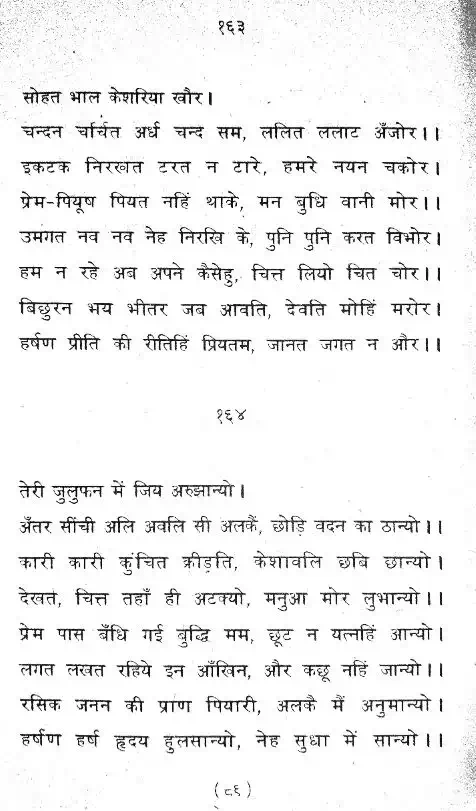 १६३
सोहत भाल केशरिया खौर।
चन्दन चर्चित अर्ध चन्द सम, ललित ललाट अँजोर।।
इकटक निरखत टरत न टारे, हमरे नयन चकोर।
प्रेम-पियूष पियत नहिं थाके, मन बुधि वानी मोर।।
उमगत नव नव नेह निरखि के, पुनि पुनि करत विभोर।
हम न रहे अब अपने कैसेहु, चित्त लियो चित चोर।।
बिछुरन भय भीतर जब आवति, देवति मोहिं मरोर।
हर्षण प्रीति की रीतिहिं प्रियतम, जानत जगत न और।।
१६४
तेरी जुलुफन में जिय अरुझान्यो।
अँतर सींची अलि अवलि सी अलकैं, छोड़ि वदन का ठान्यो।।
कारी कारी कुंचित क्रीड़ति, केशावलि छबि छान्यो।
देखत, चित्त तहाँ ही अटक्यो, मनुआ मोर लुभान्यो।।
प्रेम पास बँधि गई बुद्धि मम, छूट न यत्नहिं आन्यो।
लगत लखत रहिये इन आँखिन, और कछू नहिं जान्यो।।
रसिक जनन की प्राण पियारी, अलकै मैं अनुमान्यो।
हर्षण हर्ष हृदय हुलसान्यो, नेह सुधा में सान्यो।।
(८६)